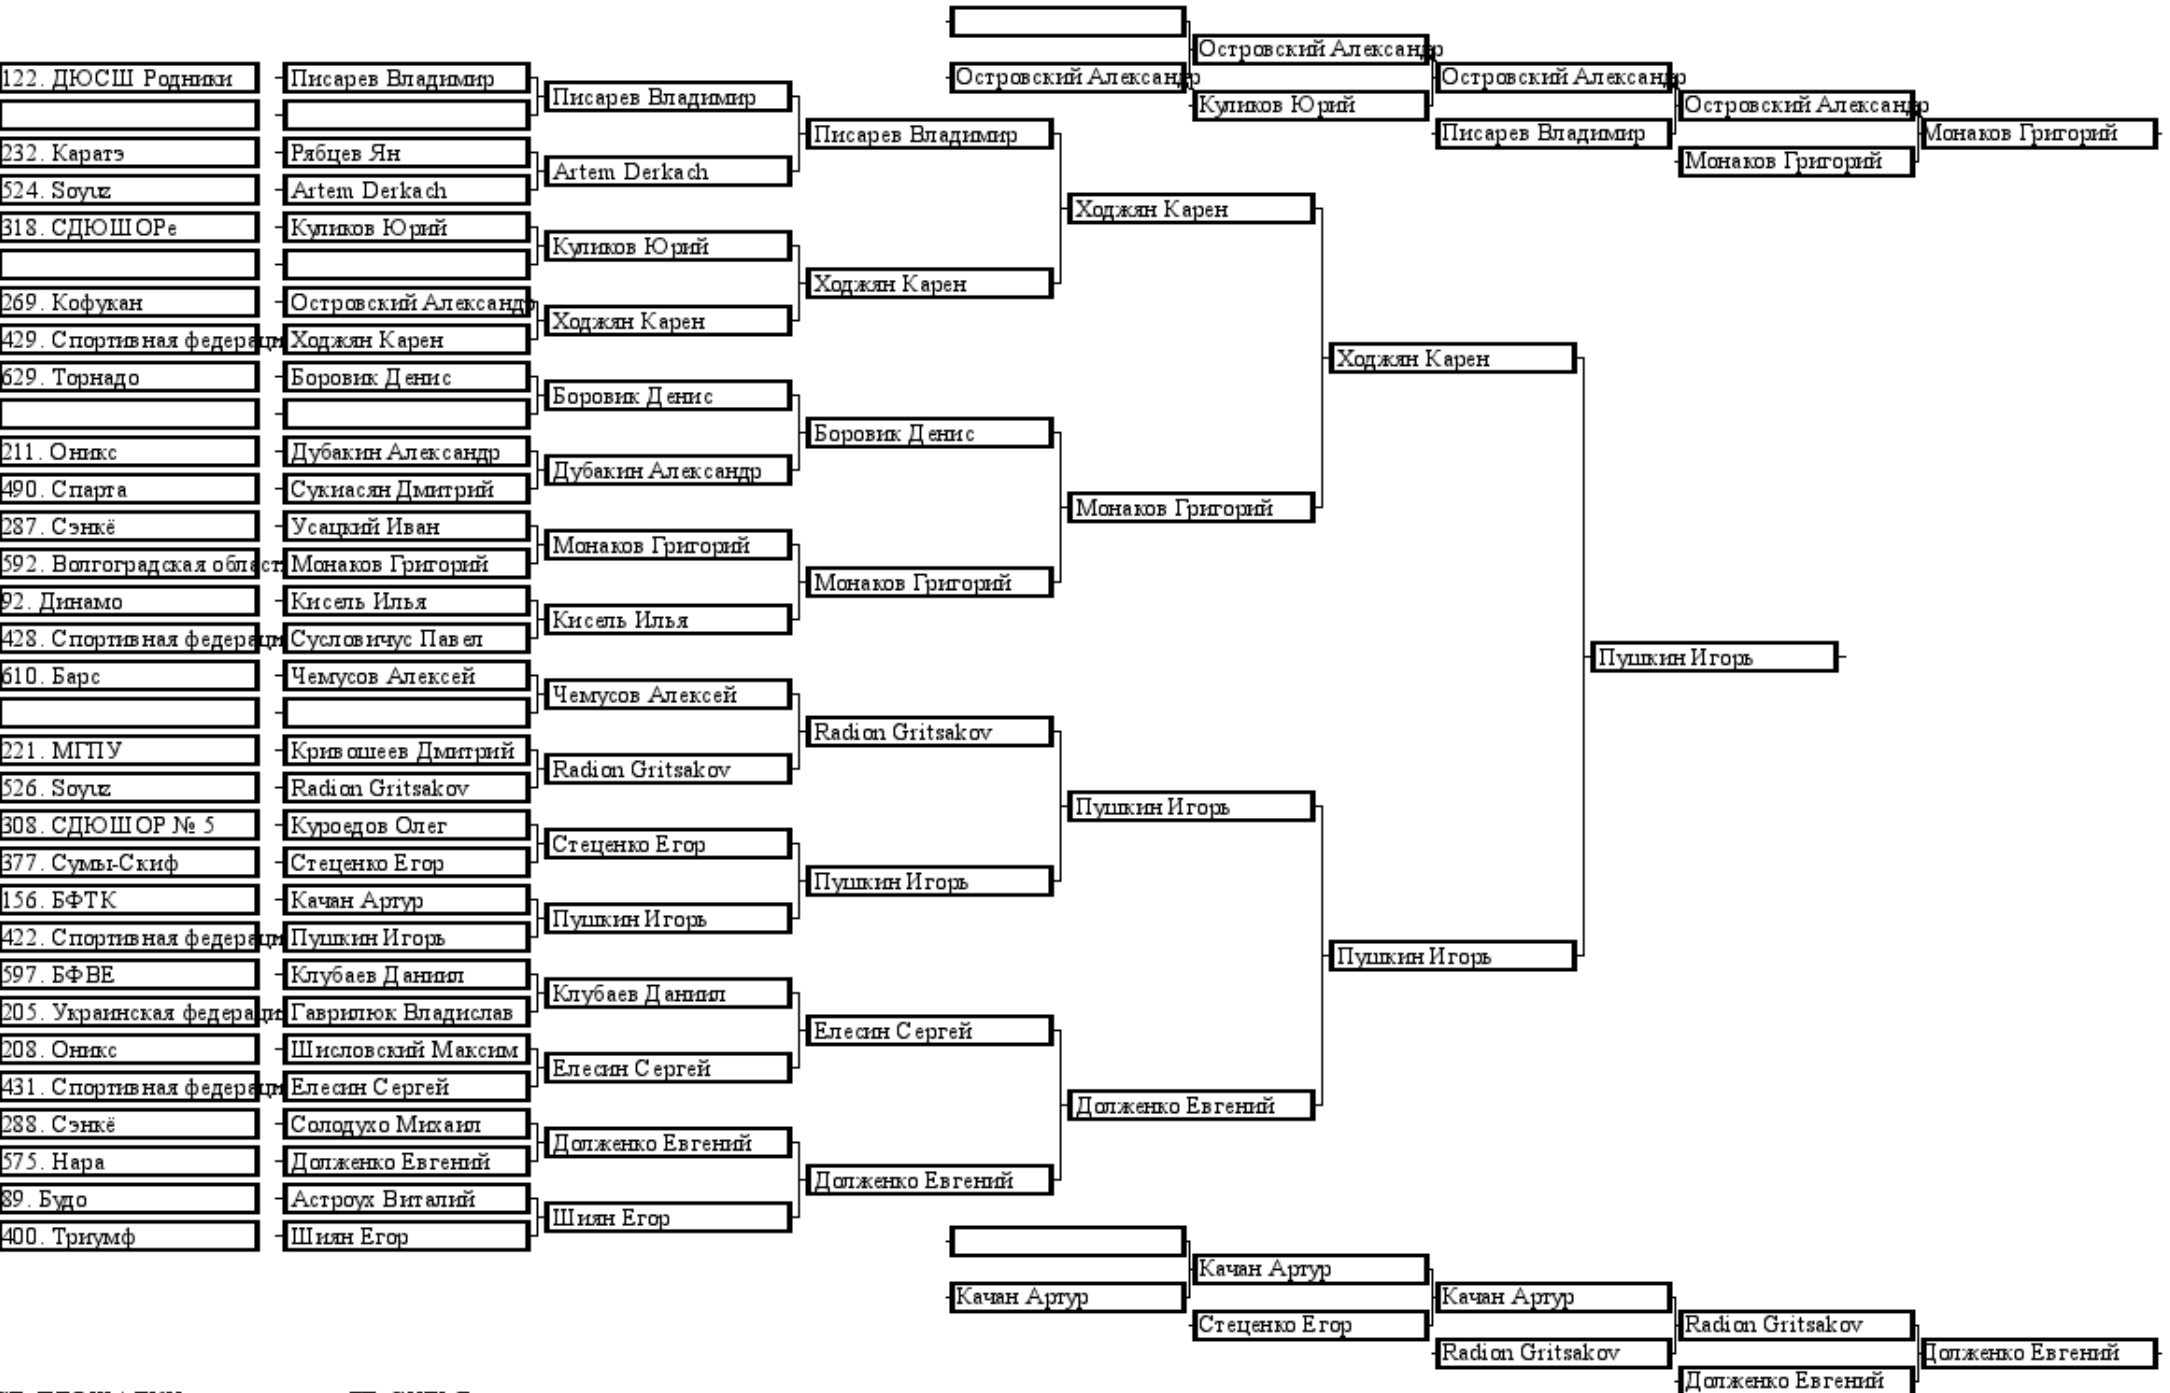 Островский Александр
Островский Александр
Куликов Юрий
Островский Александр
Писарев Владимир
Островский Александр
Монаков Григорий
Монаков Григорий
122. ДЮСШ Родники Писарев Владимир
232. Каратэ Рябцев Ян
524. Soyuz Artem Derkach
318. СДЮШОРе Куликов Юрий
269. Кофукан Островский Александр
429. Спортивная федераци Ходжян Карен
629. Торнадо Боровик Денис
211. Оникс Дубакин Александр
490. Спарта Сукиасян Дмитрий
287. Сэнкё Усацкий Иван
592. Волгоградская област Монаков Григорий
92. Динамо Кисель Илья
428. Спортивная федераци Сусловичус Павел
610. Барс Чемусов Алексей
221. МГПУ Кривошеев Дмитрий
526. Soyuz Radion Gritsakov
308. СДЮШОР № 5 Куроедов Олег
377. Сумы-Скиф Стеценко Егор
156. БФТК Качан Артур
422. Спортивная федераци Пушкин Игорь
597. БФВЕ Клубаев Даниил
205. Украинская федераци Гаврилюк Владислав
208. Оникс Шисловский Максим
431. Спортивная федераци Елесин Сергей
288. Сэнкё Солодухо Михаил
575. Нара Долженко Евгений
89. Будо Астроух Виталий
400. Триумф Шиян Егор
Писарев Владимир
Artem Derkach
Куликов Юрий
Ходжян Карен
Боровик Денис
Дубакин Александр
Монаков Григорий
Кисель Илья
Чемусов Алексей
Radion Gritsakov
Стеценко Егор
Пушкин Игорь
Клубаев Даниил
Елесин Сергей
Долженко Евгений
Шиян Егор
Писарев Владимир
Ходжян Карен
Боровик Денис
Монаков Григорий
Radion Gritsakov
Пушкин Игорь
Елесин Сергей
Долженко Евгений
Ходжян Карен
Монаков Григорий
Пушкин Игорь
Долженко Евгений
Ходжян Карен
Пушкин Игорь
Пушкин Игорь
Качан Артур
Качан Артур
Стеценко Егор
Качан Артур
Radion Gritsakov
Radion Gritsakov
Долженко Евгений
Долженко Евгений